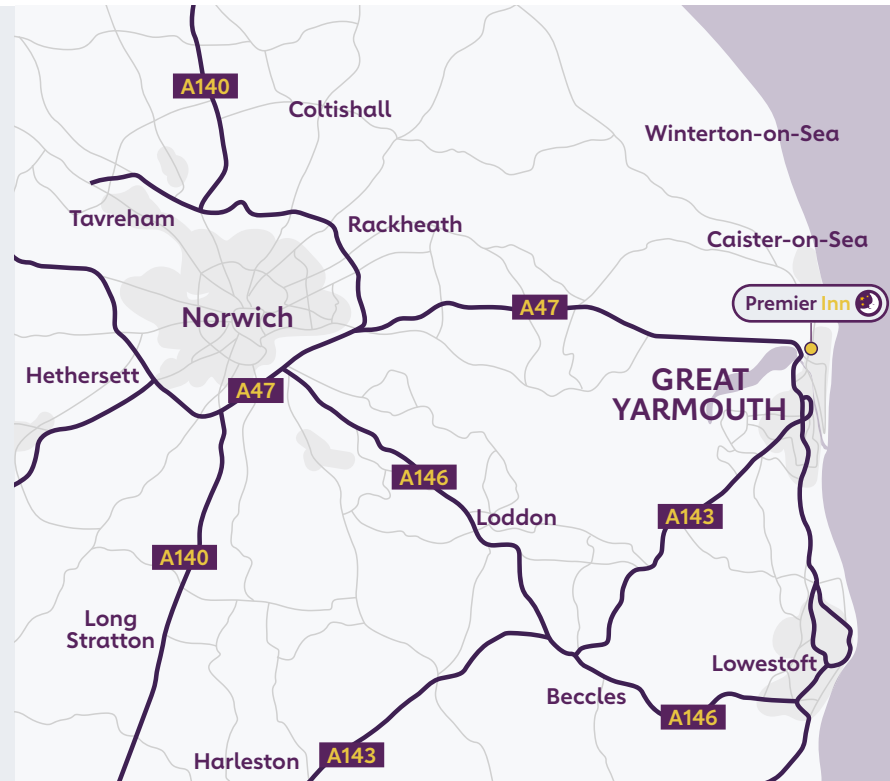 A140
Coltishall
Winterton-on-Sea
Tavreham
Rackheath
Caister-on-Sea
Premier Inn
Norwich
A47
Hethersett
A47
GREAT
YARMOUTH
A146
Loddon
A143
A140
Long
Stratton
Lowestoft
Beccles
A146
Harleston
A143